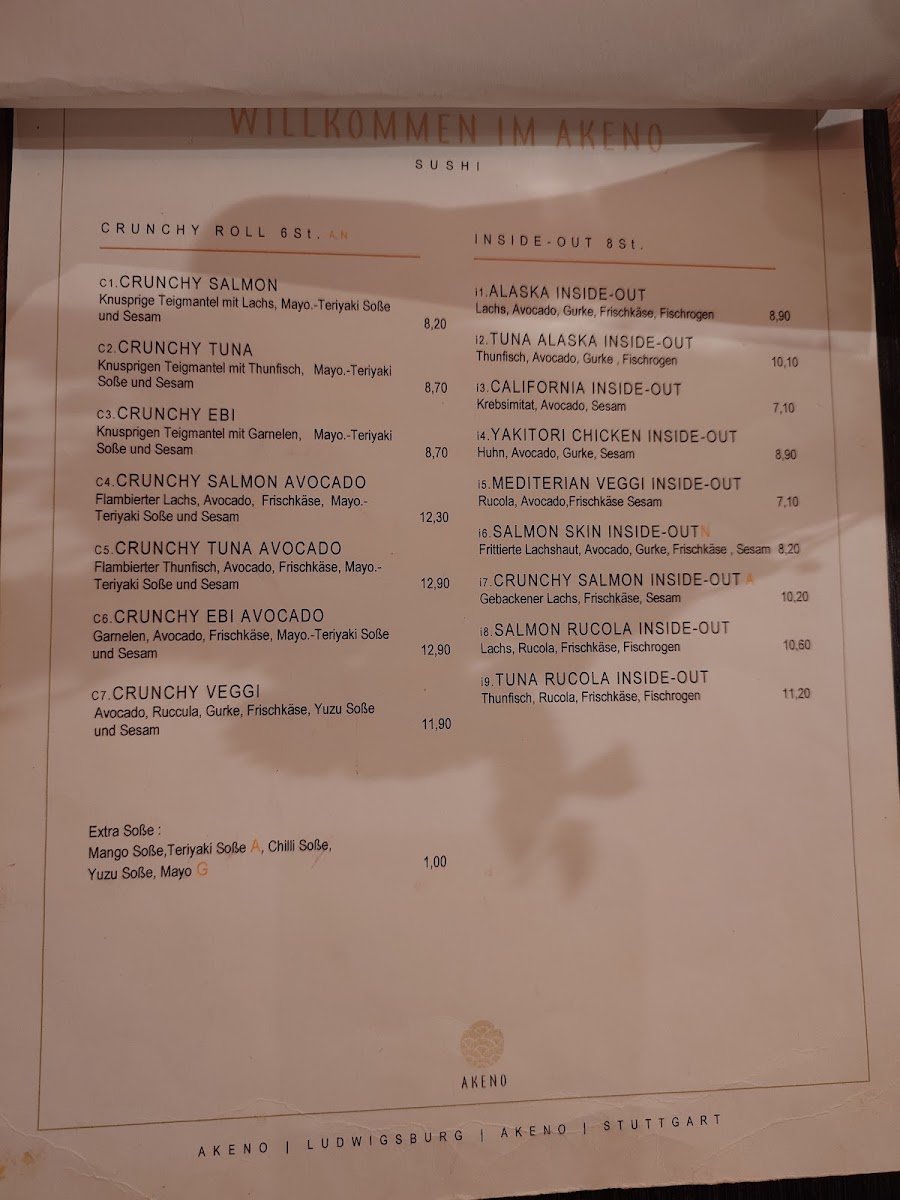 WILLKOMMEN IM AKENO
SUSHI
CRUNCHY ROLL 6St. A,N
C1.CRUNCHY SALMON
Knusprige Teigmantel mit Lachs, Mayo.-Teriyaki Soße
und Sesam
8,20
C2.CRUNCHY TUNA
Knusprigen Teigmantel mit Thunfisch, Mayo.-Teriyaki
Soße und Sesam
8,70
C3.CRUNCHY EBI
Knusprigen Teigmantel mit Garnelen, Mayo.-Teriyaki
Soße und Sesam
8,70
C4.CRUNCHY SALMON AVOCADO
Flambierter Lachs, Avocado, Frischkäse, Mayo.-
Teriyaki Soße und Sesam
12,30
C5.CRUNCHY TUNA AVOCADO
Flambierter Thunfisch, Avocado, Frischkäse, Mayo.-
Teriyaki Soße und Sesam
12,90
C6.CRUNCHY EBI AVOCADO
Garnelen, Avocado, Frischkäse, Mayo.-Teriyaki Soße
und Sesam
12,90
C7.CRUNCHY VEGGI
Avocado, Ruccula, Gurke, Frischkäse, Yuzu Soße
und Sesam
11,90
Extra Soße :
Mango Soße,Teriyaki Soße A, Chilli Soße,
Yuzu Soße, Mayo G
1,00
INSIDE-OUT 8St.
i1.ALASKA INSIDE-OUT
Lachs, Avocado, Gurke, Frischkäse, Fischrogen 8,90
i2.TUNA ALASKA INSIDE-OUT
Thunfisch, Avocado, Gurke , Fischrogen 10,10
i3.CALIFORNIA INSIDE-OUT
Krebsimitat, Avocado, Sesam 7,10
i4.YAKITORI CHICKEN INSIDE-OUT
Huhn, Avocado, Gurke, Sesam 8,90
i5.MEDITERIAN VEGGI INSIDE-OUT
Rucola, Avocado,Frischkäse Sesam 7,10
i6.SALMON SKIN INSIDE-OUT N
Frittierte Lachshaut, Avocado, Gurke, Frischkäse , Sesam 8,20
i7.CRUNCHY SALMON INSIDE-OUT A
Gebackener Lachs, Frischkäse, Sesam 10,20
i8.SALMON RUCOLA INSIDE-OUT
Lachs, Rucola, Frischkäse, Fischrogen 10,60
i9.TUNA RUCOLA INSIDE-OUT
Thunfisch, Rucola, Frischkäse, Fischrogen 11,20
AKENO
AKENO | LUDWIGSBURG | AKENO | STUTTGART